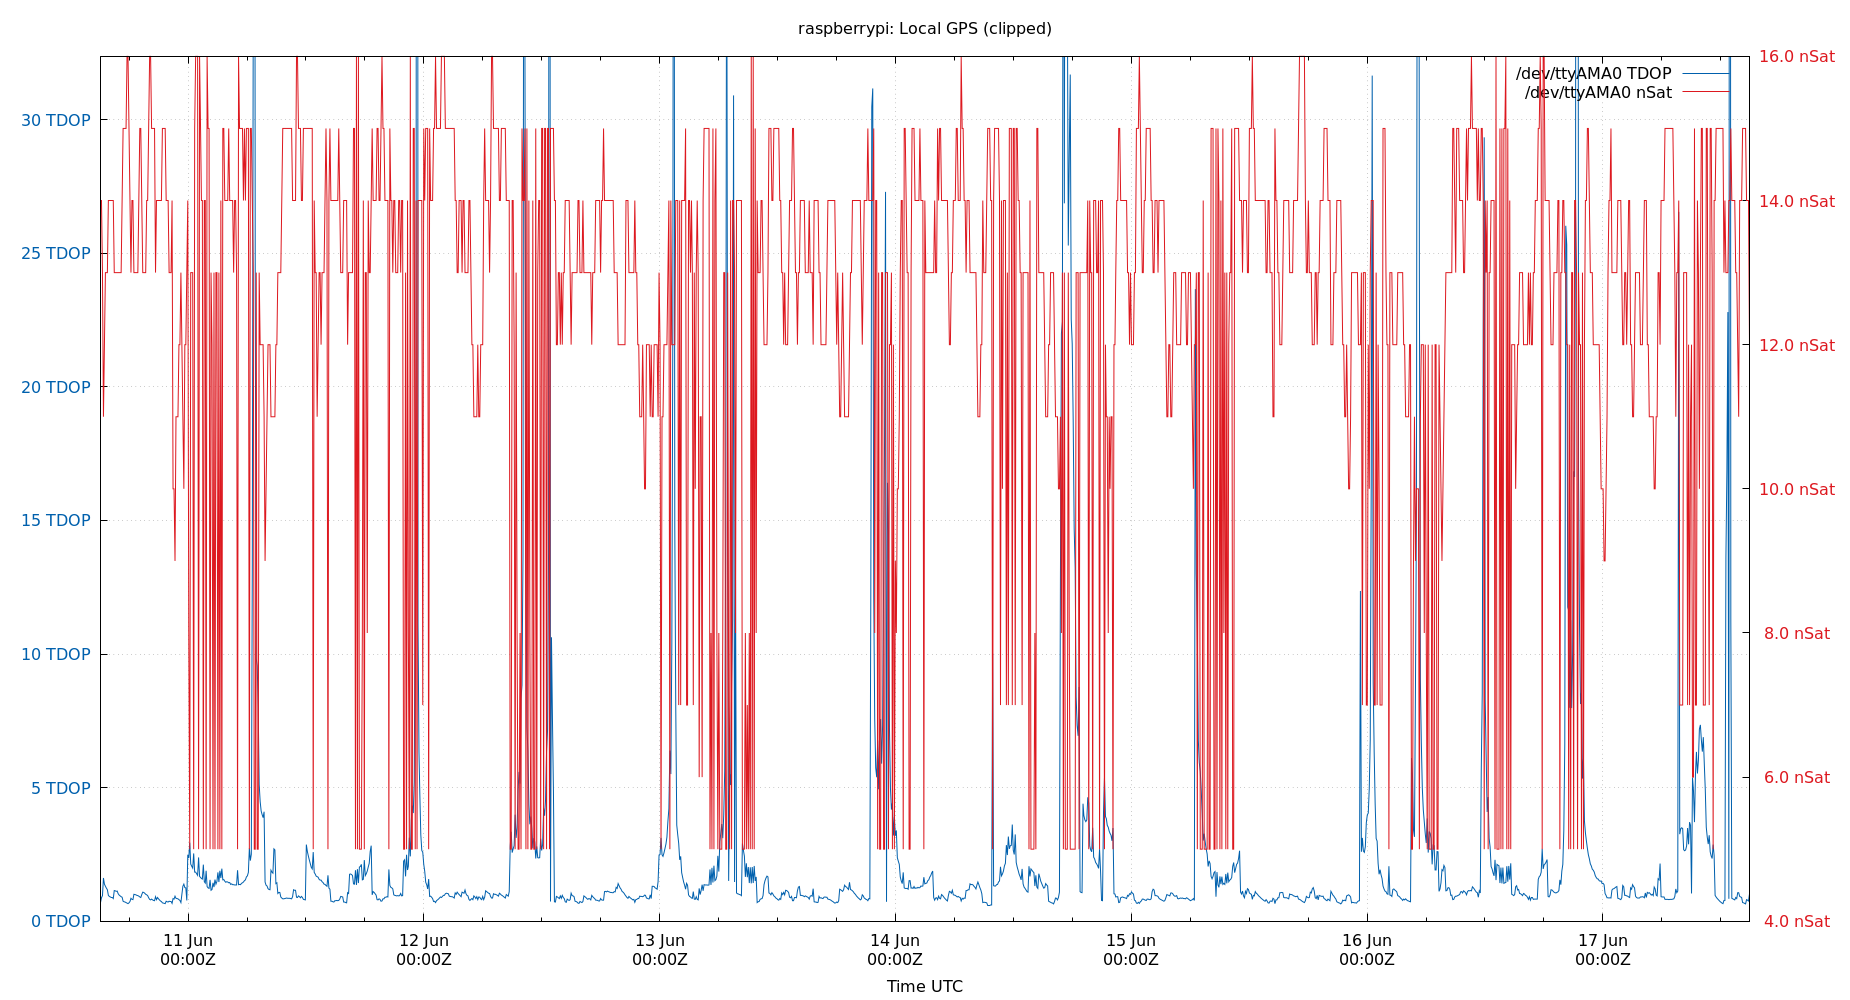 raspberrypi: Local GPS (clipped)
16.0 nSat
/dev/ttyAMA0 TDOP
/dev/ttyAMA0 nSat
30 TDOP
14.0 nSat
25 TDOP
12.0 nSat
20 TDOP
10.0 nSat
15 TDOP
8.0 nSat
10 TDOP
6.0 nSat
5 TDOP
0 TDOP
4.0 nSat
11 Jun 12 Jun 13 Jun 14 Jun 15 Jun 16 Jun 17 Jun
00:00Z 00:00Z 00:00Z 00:00Z 00:00Z 00:00Z 00:00Z
Time UTC